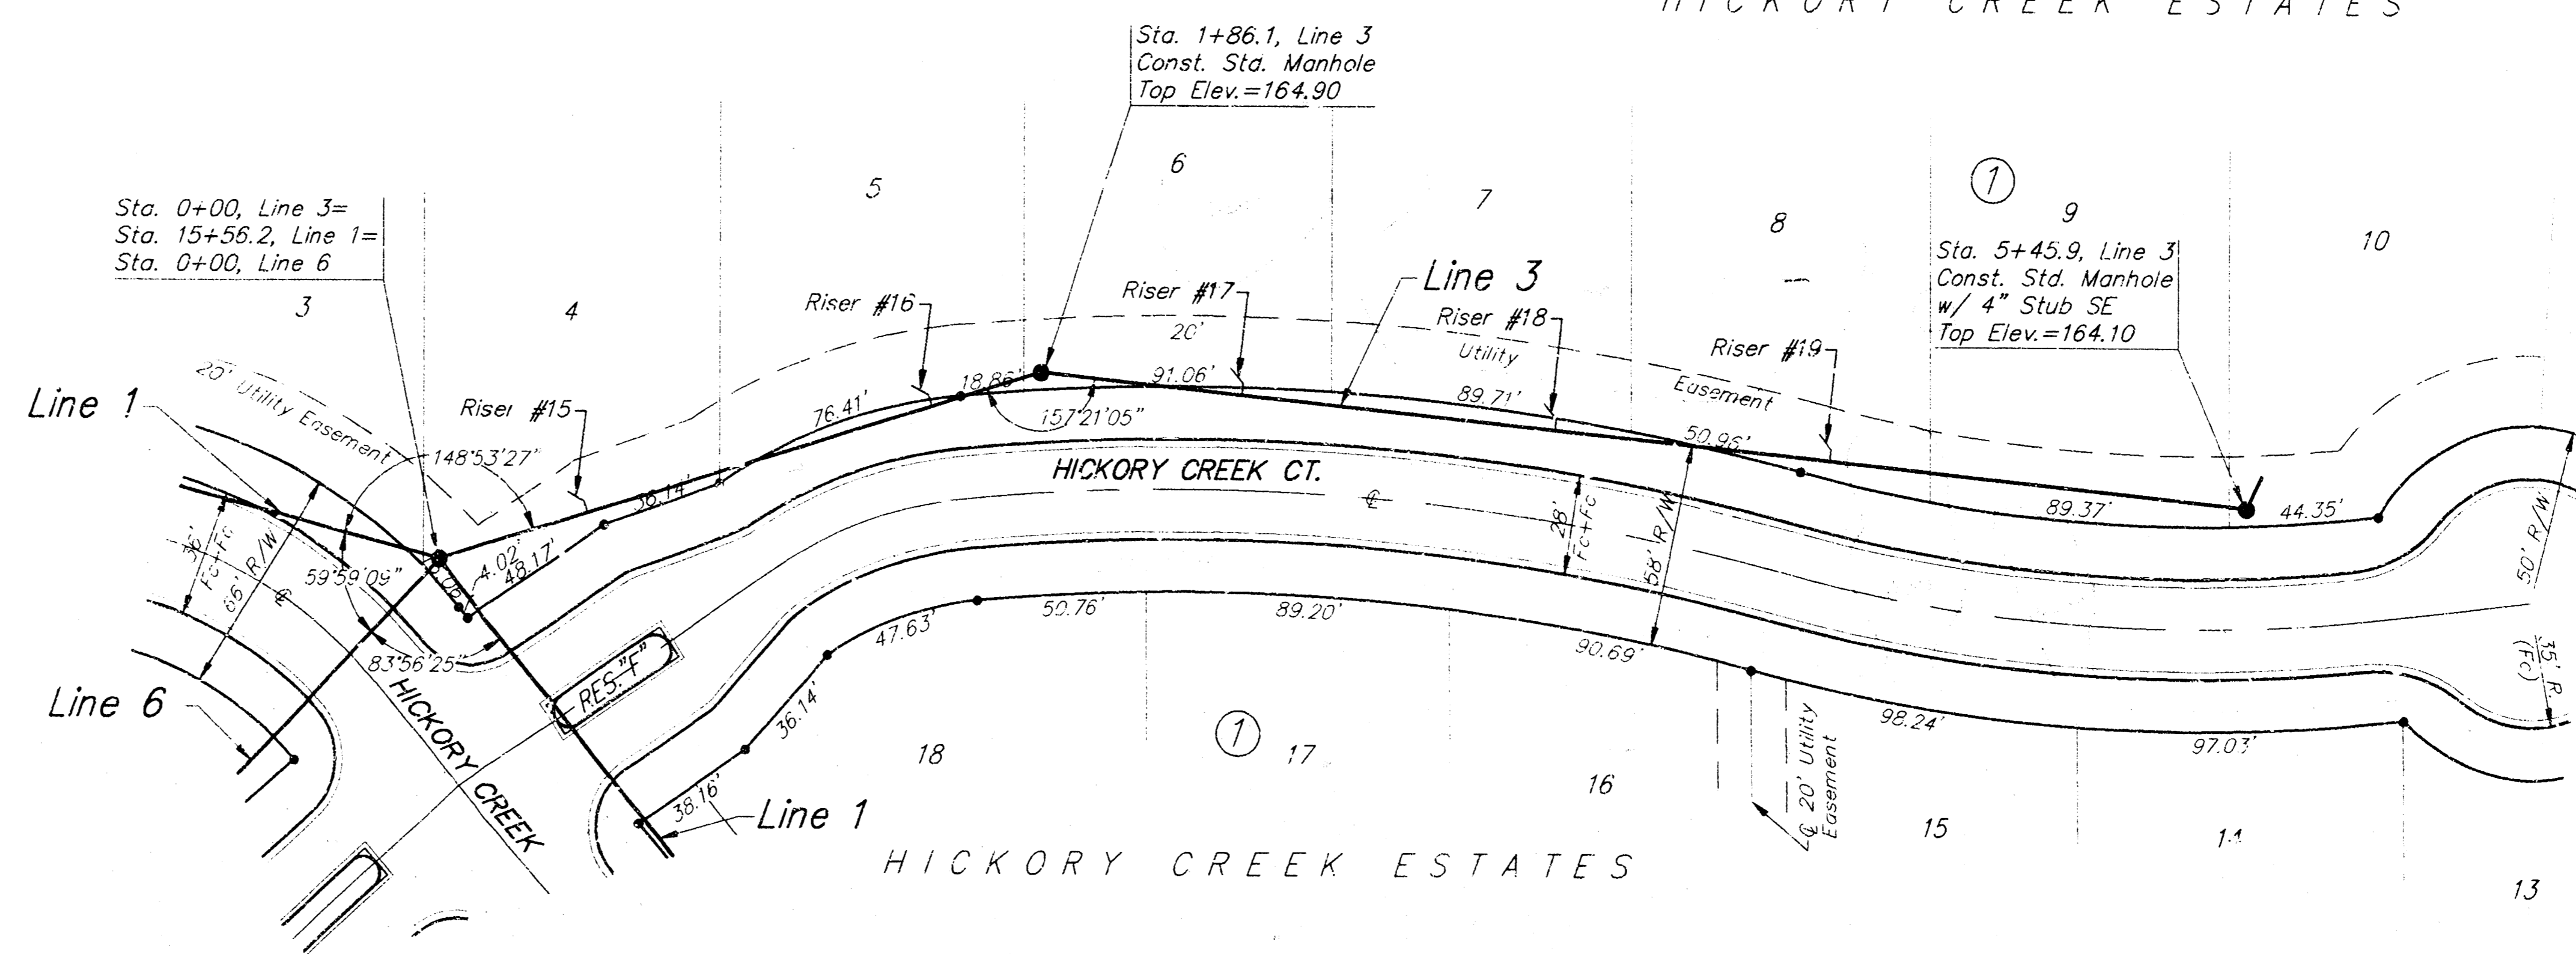 HICKORY CREEK ESTATES
Sta. 1+86.1, Line 3
Const. Std. Manhole
Top Elev.=164.90
Sta. 0+00, Line 3=
Sta. 15+56.2, Line 1=
Sta. 0+00, Line 6
Sta. 5+45.9, Line 3
Const. Std. Manhole
w/ 4" Stub SE
Top Elev.=164.10
3
4
5
6
7
8
1
9
10
Riser #15
Riser #16
Riser #17
Line 3
Riser #18
Riser #19
20'
Utility
Easement
20' Utility Easement
Line 1
148°53'27"
36.14'
76.41'
18.86'
91.06'
157°21'05"
89.71'
50.96'
89.37'
44.35'
50' R/W
HICKORY CREEK CT.
℄
28'
Fc-Fc
58' R/W
36'
Fc-Fc
66' R/W
℄
59°59'09"
4.02'
48.17'
83°56'25"
Line 6
HICKORY CREEK
RES. "F"
38.16'
36.14'
47.63'
50.76'
89.20'
90.69'
98.24'
97.03'
35' R.
(Fc)
Line 1
18
1
17
16
℄ 20' Utility
Easement
15
14
13
HICKORY CREEK ESTATES